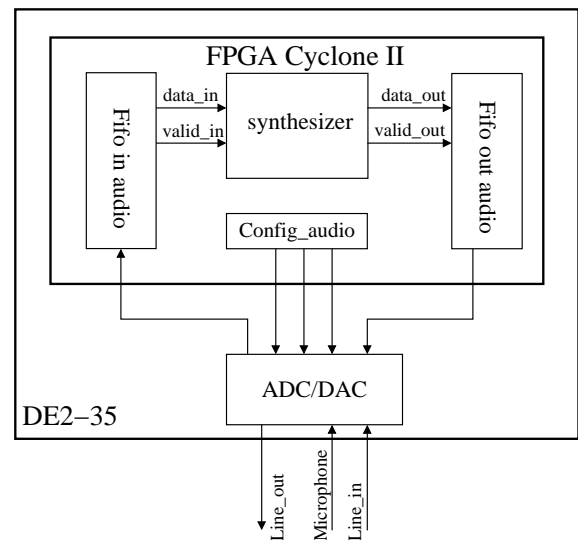 FPGA Cyclone II
data_in
data_out
Fifo in audio
synthesizer
Fifo out audio
valid_in
valid_out
Config_audio
ADC/DAC
DE2−35
Line_out
Microphone
Line_in